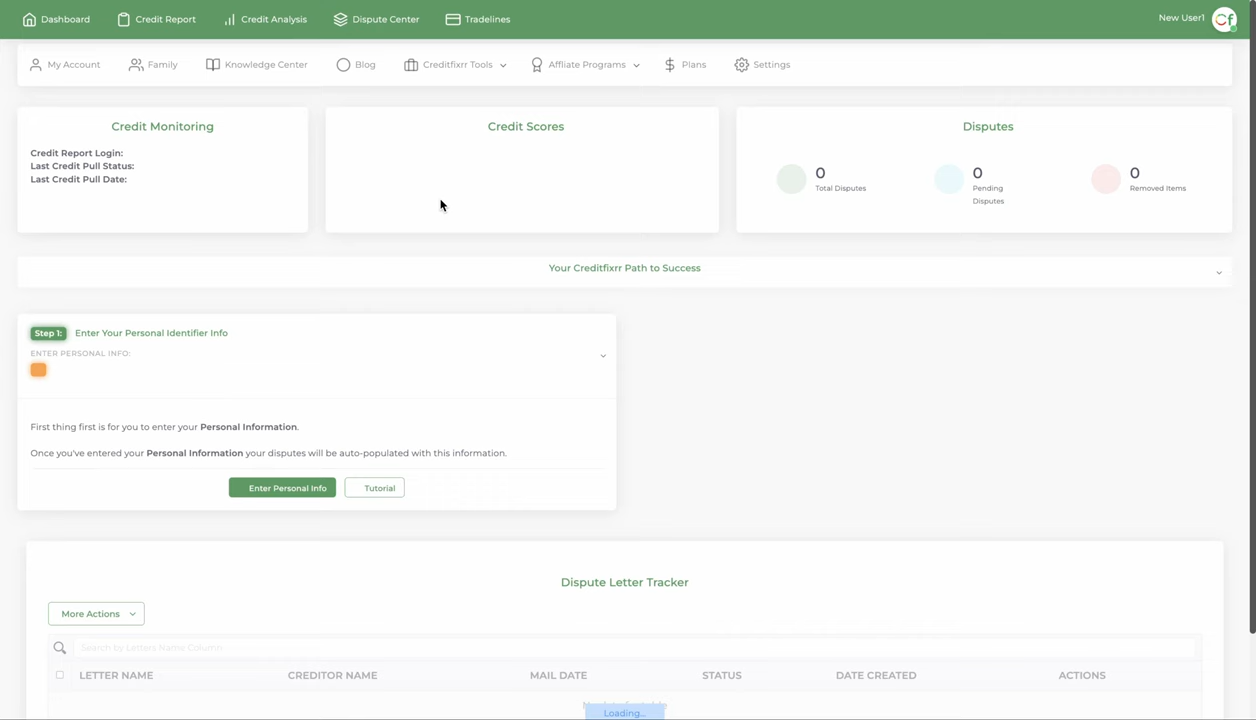 Dashboard Credit Report Credit Analysis Dispute Center Tradelines New User1 Cf
My Account Family Knowledge Center Blog Creditfixrr Tools Affliate Programs Plans Settings
Credit Monitoring
Credit Report Login:
Last Credit Pull Status:
Last Credit Pull Date:
Credit Scores
Disputes
0
Total Disputes
0
Pending
Disputes
0
Removed Items
Your Creditfixrr Path to Success
Step 1: Enter Your Personal Identifier Info
ENTER PERSONAL INFO:
First thing first is for you to enter your Personal Information.
Once you've entered your Personal Information your disputes will be auto-populated with this information.
Enter Personal Info Tutorial
Dispute Letter Tracker
More Actions
Search by Letters Name Column
LETTER NAME CREDITOR NAME MAIL DATE STATUS DATE CREATED ACTIONS
Loading...